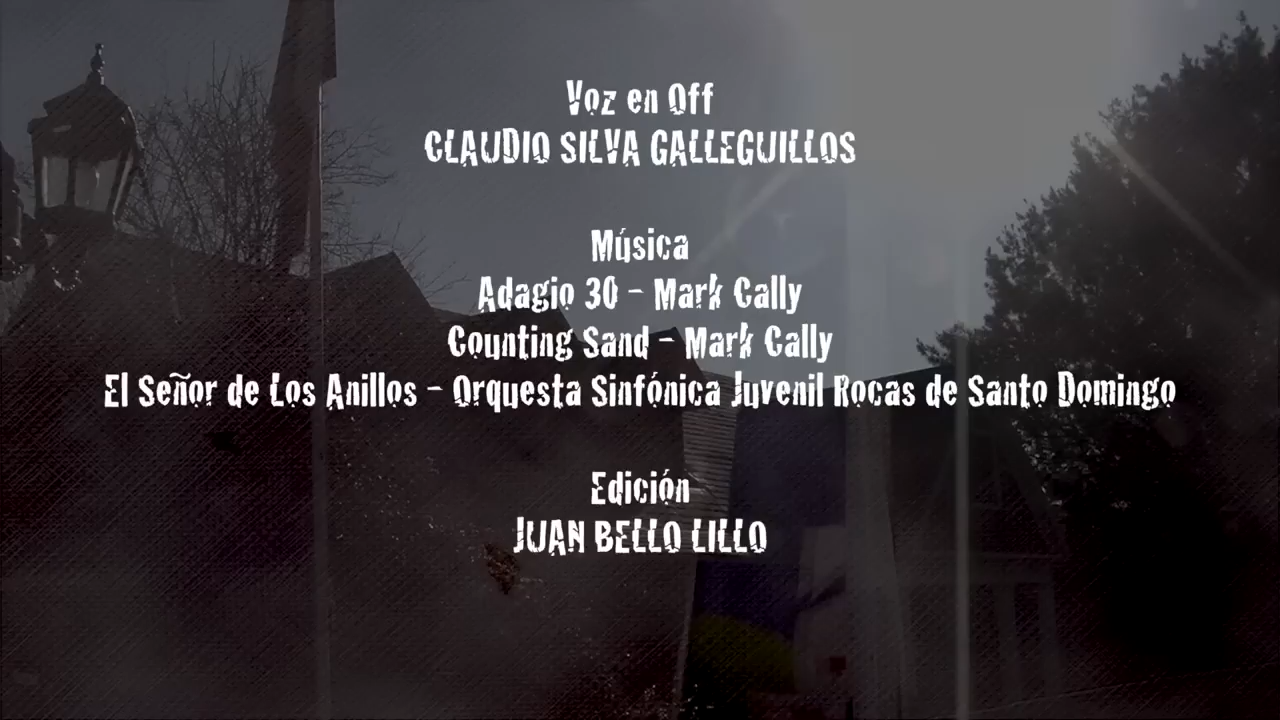 Voz en Off
CLAUDIO SILVA GALLEGUILLOS
Música
Adagio 30 - Mark Cally
Counting Sand - Mark Cally
El Señor de Los Anillos - Orquesta Sinfónica Juvenil Rocas de Santo Domingo
Edición
JUAN BELLO LILLO